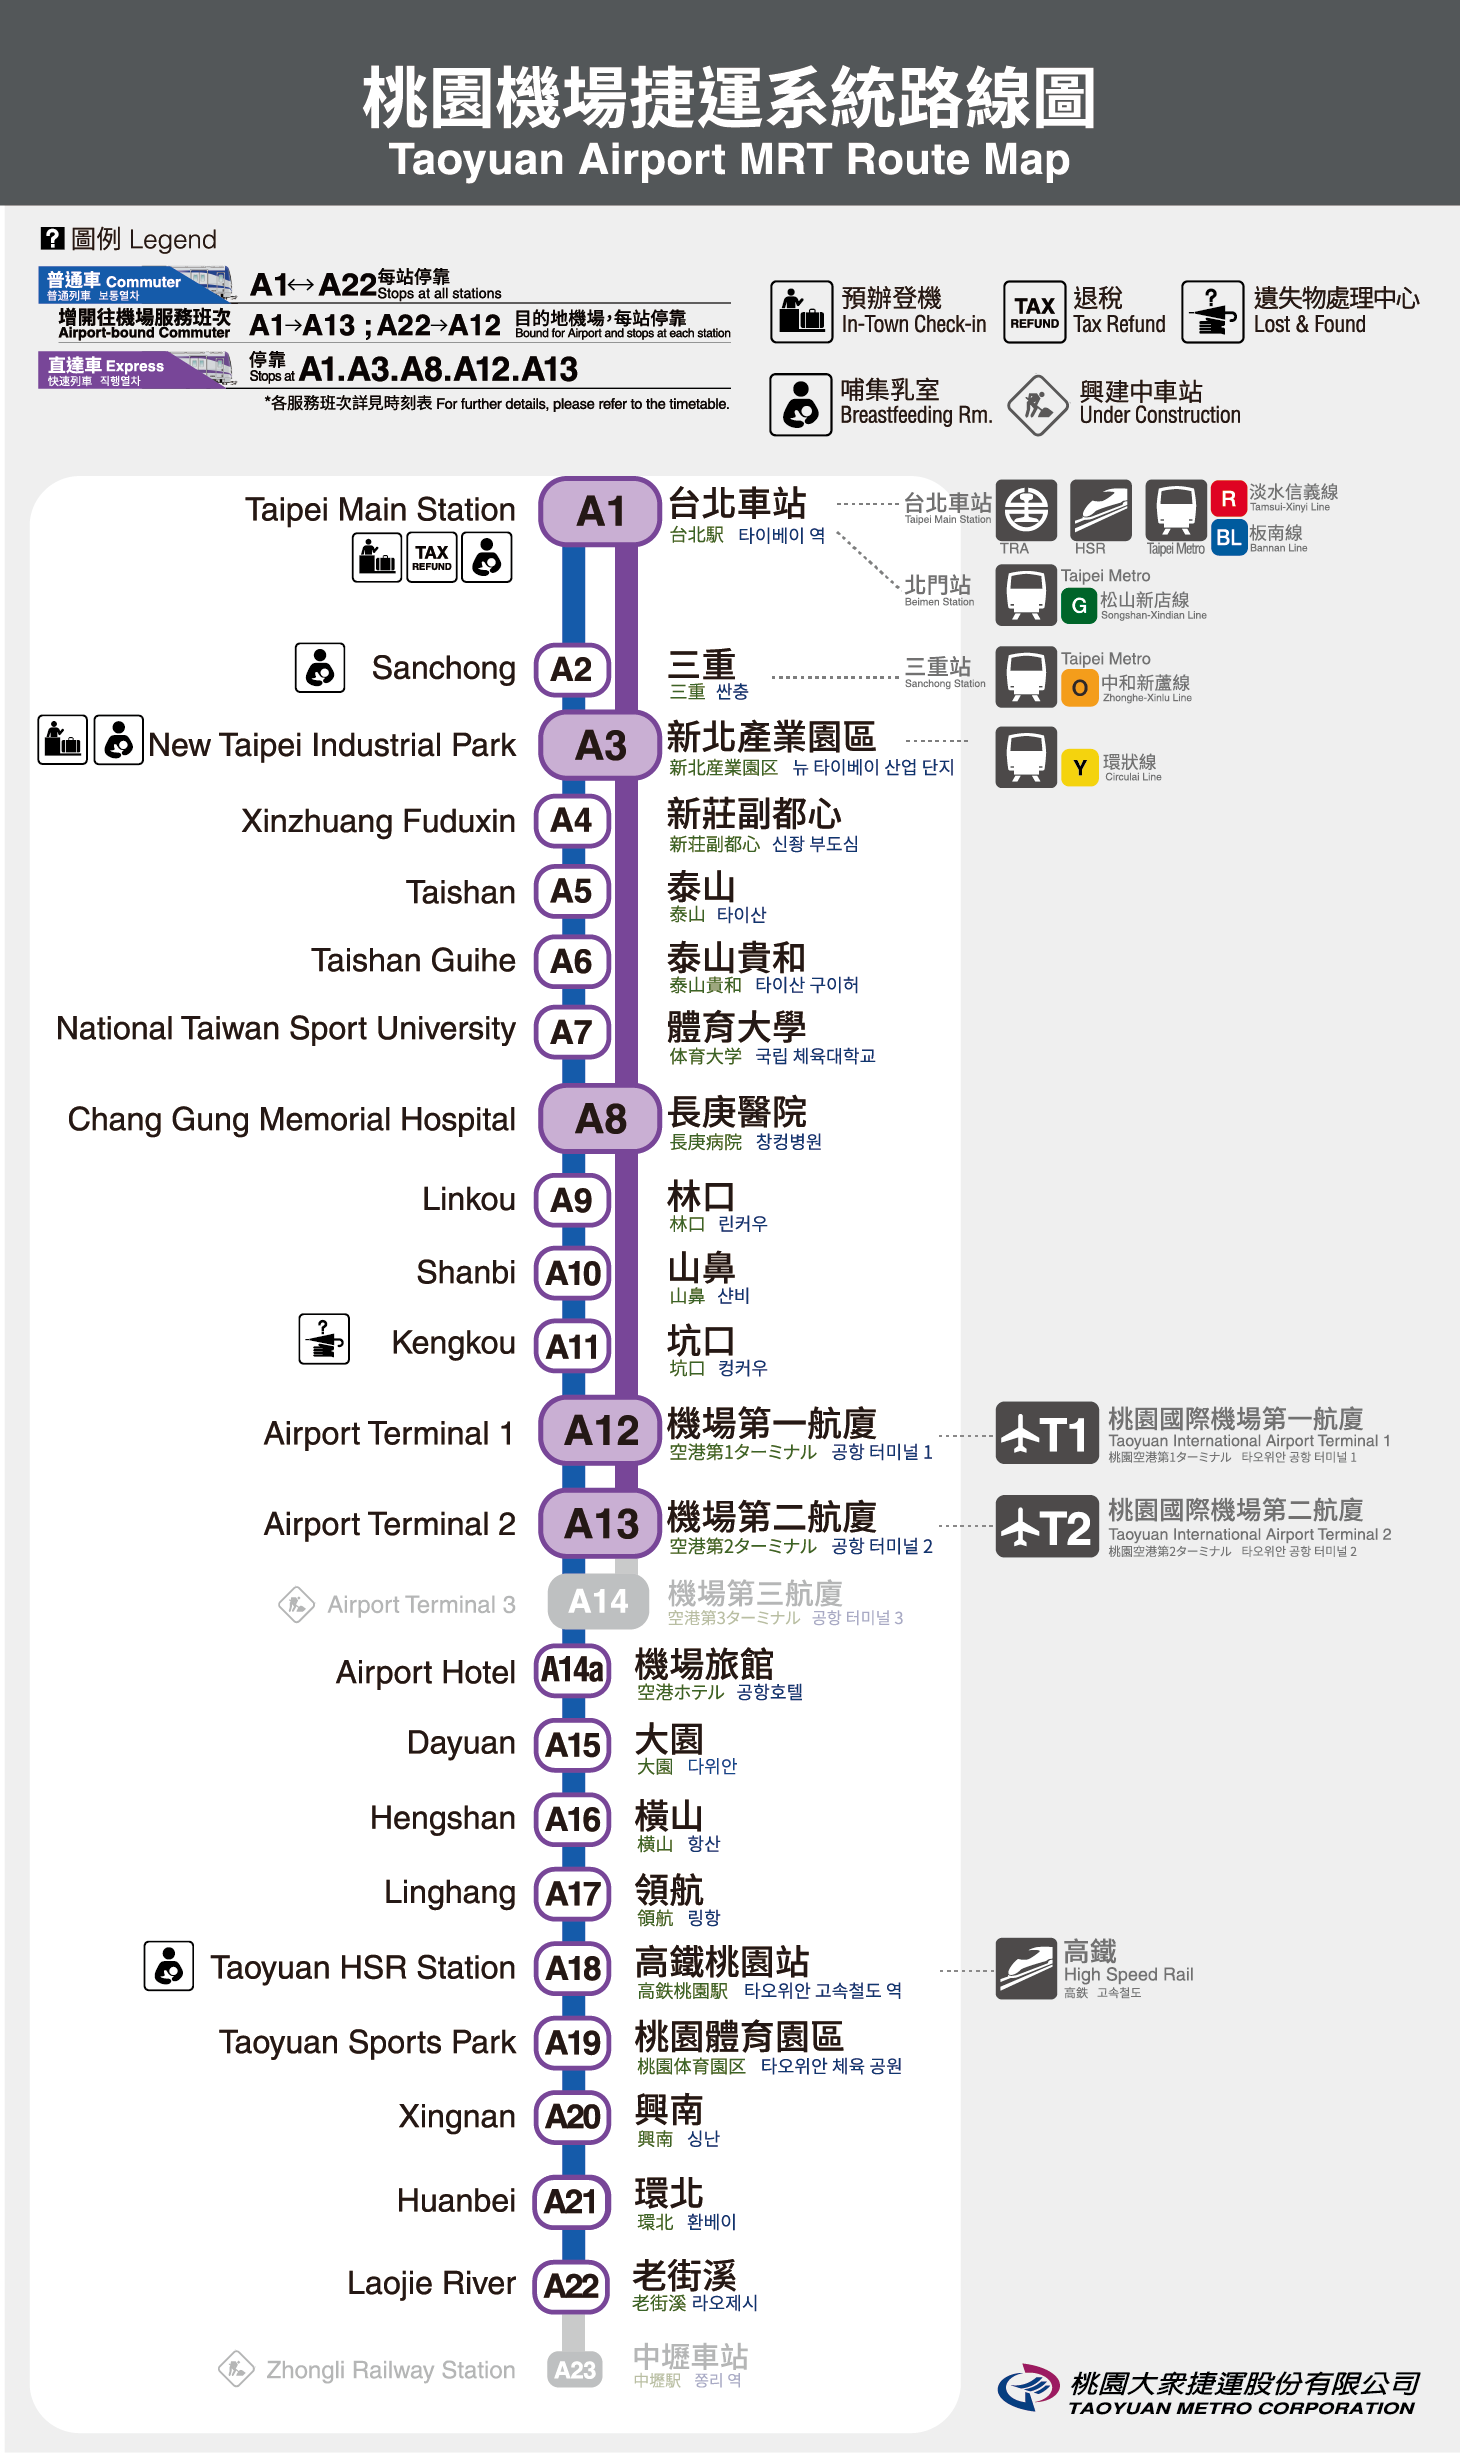 桃園機場捷運系統路線圖
Taoyuan Airport MRT Route Map
? 圖例 Legend
普通車 Commuter
普通列車 보통열차
A1↔A22 每站停靠
Stops at all stations
增開往機場服務班次
Airport-bound Commuter
A1→A13 ; A22→A12 目的地機場,每站停靠
Bound for Airport and stops at each station
直達車 Express
快速列車 직행열차
停靠
Stops at A1.A3.A8.A12.A13
*各服務班次詳見時刻表 For further details, please refer to the timetable.
預辦登機
In-Town Check-in
TAX
REFUND
退稅
Tax Refund
?
遺失物處理中心
Lost & Found
哺集乳室
Breastfeeding Rm.
興建中車站
Under Construction
Taipei Main Station A1 台北車站
台北駅 타이베이 역
TAX
REFUND
台北車站
Taipei Main Station
TRA
HSR
Taipei Metro
R 淡水信義線
Tamsui-Xinyi Line
BL 板南線
Bannan Line
北門站
Beimen Station
Taipei Metro
G 松山新店線
Songshan-Xindian Line
Sanchong A2 三重
三重 싼충
三重站
Sanchong Station
Taipei Metro
O 中和新蘆線
Zhonghe-Xinlu Line
New Taipei Industrial Park A3 新北產業園區
新北産業園区 뉴 타이베이 산업 단지
Y 環狀線
Circulai Line
Xinzhuang Fuduxin A4 新莊副都心
新荘副都心 신좡 부도심
Taishan A5 泰山
泰山 타이산
Taishan Guihe A6 泰山貴和
泰山貴和 타이산 구이허
National Taiwan Sport University A7 體育大學
体育大学 국립 체육대학교
Chang Gung Memorial Hospital A8 長庚醫院
長庚病院 창컹병원
Linkou A9 林口
林口 린커우
Shanbi A10 山鼻
山鼻 샨비
?
Kengkou A11 坑口
坑口 컹커우
Airport Terminal 1 A12 機場第一航廈
空港第1ターミナル 공항 터미널 1
T1 桃園國際機場第一航廈
Taoyuan International Airport Terminal 1
桃園空港第1ターミナル 타오위안 공항 터미널 1
Airport Terminal 2 A13 機場第二航廈
空港第2ターミナル 공항 터미널 2
T2 桃園國際機場第二航廈
Taoyuan International Airport Terminal 2
桃園空港第2ターミナル 타오위안 공항 터미널 2
Airport Terminal 3 A14 機場第三航廈
空港第3ターミナル 공항 터미널 3
Airport Hotel A14a 機場旅館
空港ホテル 공항호텔
Dayuan A15 大園
大園 다위안
Hengshan A16 橫山
横山 헝산
Linghang A17 領航
領航 링항
Taoyuan HSR Station A18 高鐵桃園站
高鉄桃園駅 타오위안 고속철도 역
高鐵
High Speed Rail
高鉄 고속철도
Taoyuan Sports Park A19 桃園體育園區
桃園体育園区 타오위안 체육 공원
Xingnan A20 興南
興南 싱난
Huanbei A21 環北
環北 환베이
Laojie River A22 老街溪
老街溪 라오제시
Zhongli Railway Station A23 中壢車站
中壢駅 쭝리 역
桃園大眾捷運股份有限公司
TAOYUAN METRO CORPORATION